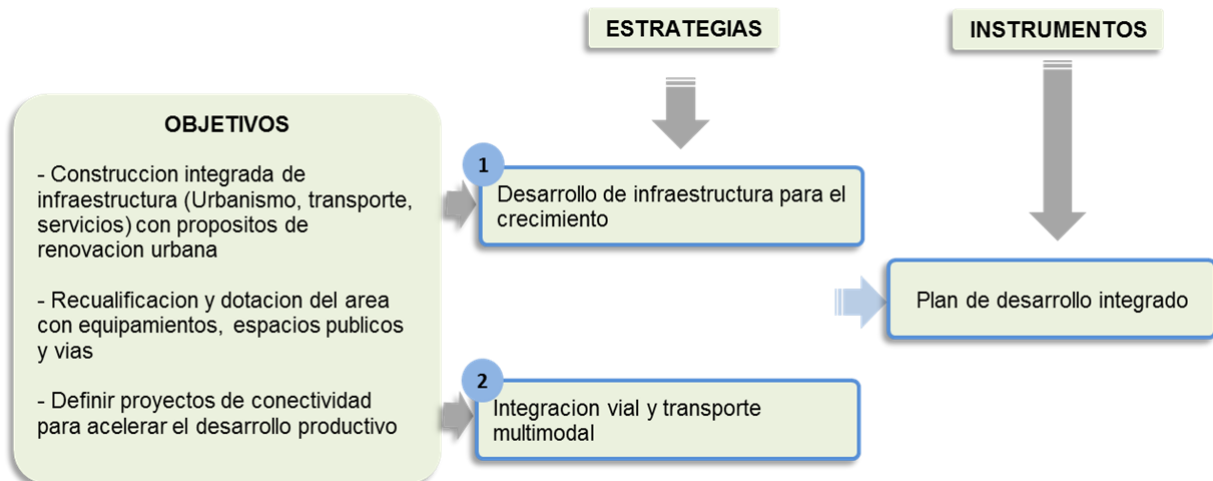 ESTRATEGIAS
INSTRUMENTOS
OBJETIVOS
- Construccion integrada de
infraestructura (Urbanismo, transporte,
servicios) con propositos de
renovacion urbana
- Recualificacion y dotacion del area
con equipamientos, espacios publicos
y vias
- Definir proyectos de conectividad
para acelerar el desarrollo productivo
1
Desarrollo de infraestructura para el
crecimiento
2
Integracion vial y transporte
multimodal
Plan de desarrollo integrado